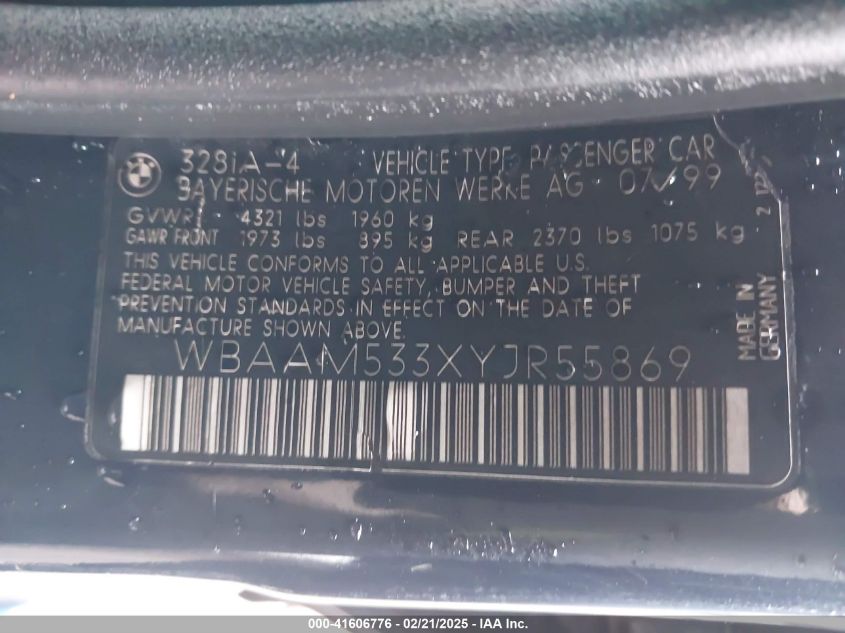 BMW
328iA-4 VEHICLE TYPE: PASSENGER CAR
BAYERISCHE MOTOREN WERKE AG 07/99
GVWR: 4321 lbs 1960 kg
GAWR FRONT 1973 lbs 895 kg REAR 2370 lbs 1075 kg
THIS VEHICLE CONFORMS TO ALL APPLICABLE U.S.
FEDERAL MOTOR VEHICLE SAFETY, BUMPER AND THEFT
PREVENTION STANDARDS IN EFFECT ON THE DATE OF
MANUFACTURE SHOWN ABOVE.
WBAAM533XYJR55869
MADE IN
GERMANY
000-41606776 - 02/21/2025 - IAA Inc.